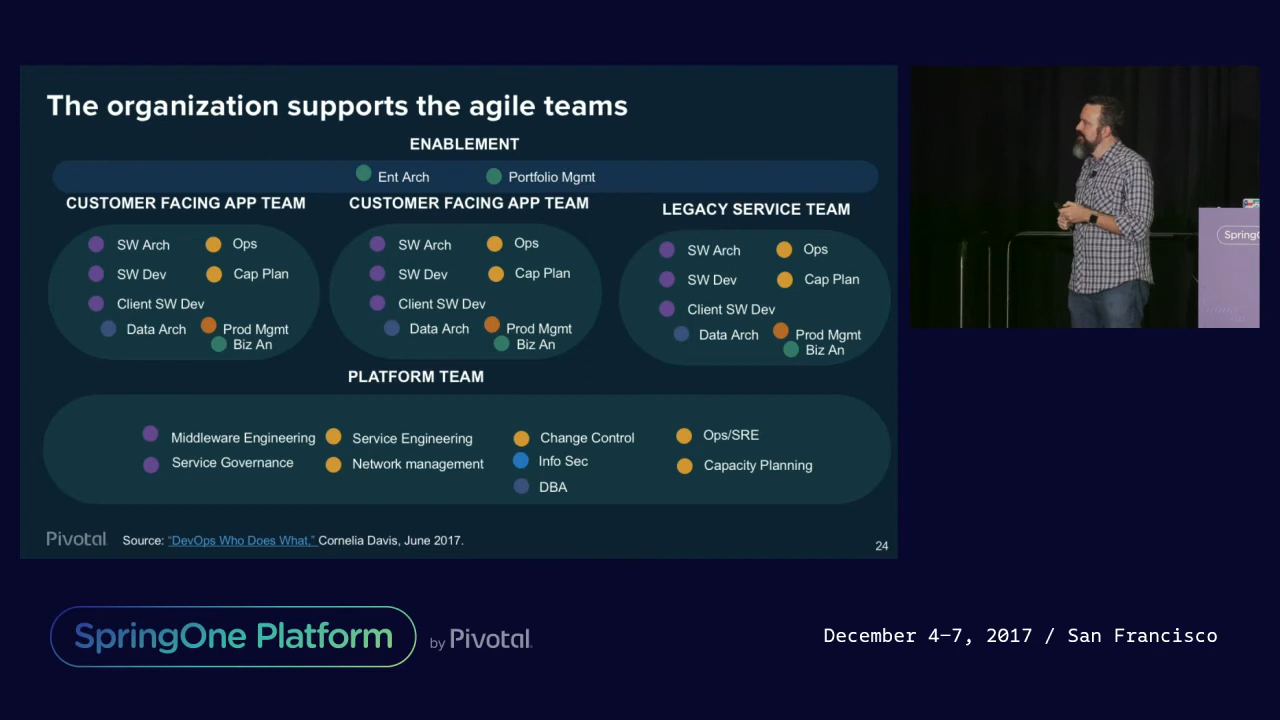 The organization supports the agile teams
ENABLEMENT
Ent Arch
Portfolio Mgmt
CUSTOMER FACING APP TEAM
SW Arch
Ops
SW Dev
Cap Plan
Client SW Dev
Data Arch
Prod Mgmt
Biz An
CUSTOMER FACING APP TEAM
SW Arch
Ops
SW Dev
Cap Plan
Client SW Dev
Data Arch
Prod Mgmt
Biz An
LEGACY SERVICE TEAM
SW Arch
Ops
SW Dev
Cap Plan
Client SW Dev
Data Arch
Prod Mgmt
Biz An
PLATFORM TEAM
Middleware Engineering
Service Engineering
Change Control
Ops/SRE
Service Governance
Network management
Info Sec
Capacity Planning
DBA
Pivotal
Source: "DevOps Who Does What," Cornelia Davis, June 2017.
24
SpringOne Platform
by Pivotal.
December 4–7, 2017 / San Francisco